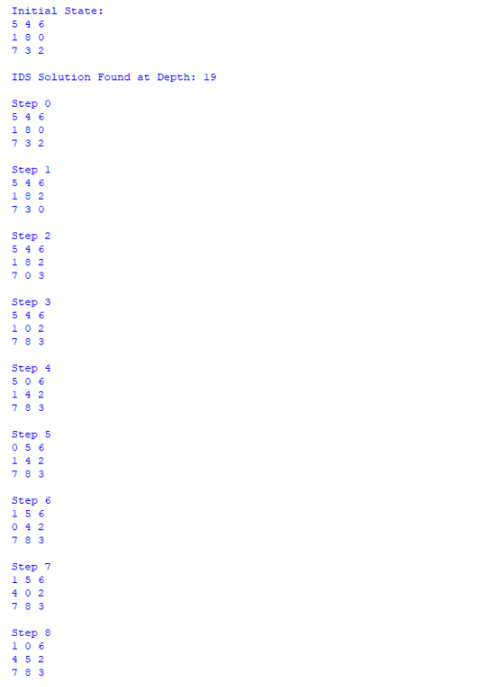 Initial State:
5 4 6
1 8 0
7 3 2
IDS Solution Found at Depth: 19
Step 0
5 4 6
1 8 0
7 3 2
Step 1
5 4 6
1 8 2
7 3 0
Step 2
5 4 6
1 8 2
7 0 3
Step 3
5 4 6
1 0 2
7 8 3
Step 4
5 0 6
1 4 2
7 8 3
Step 5
0 5 6
1 4 2
7 8 3
Step 6
1 5 6
0 4 2
7 8 3
Step 7
1 5 6
4 0 2
7 8 3
Step 8
1 0 6
4 5 2
7 8 3